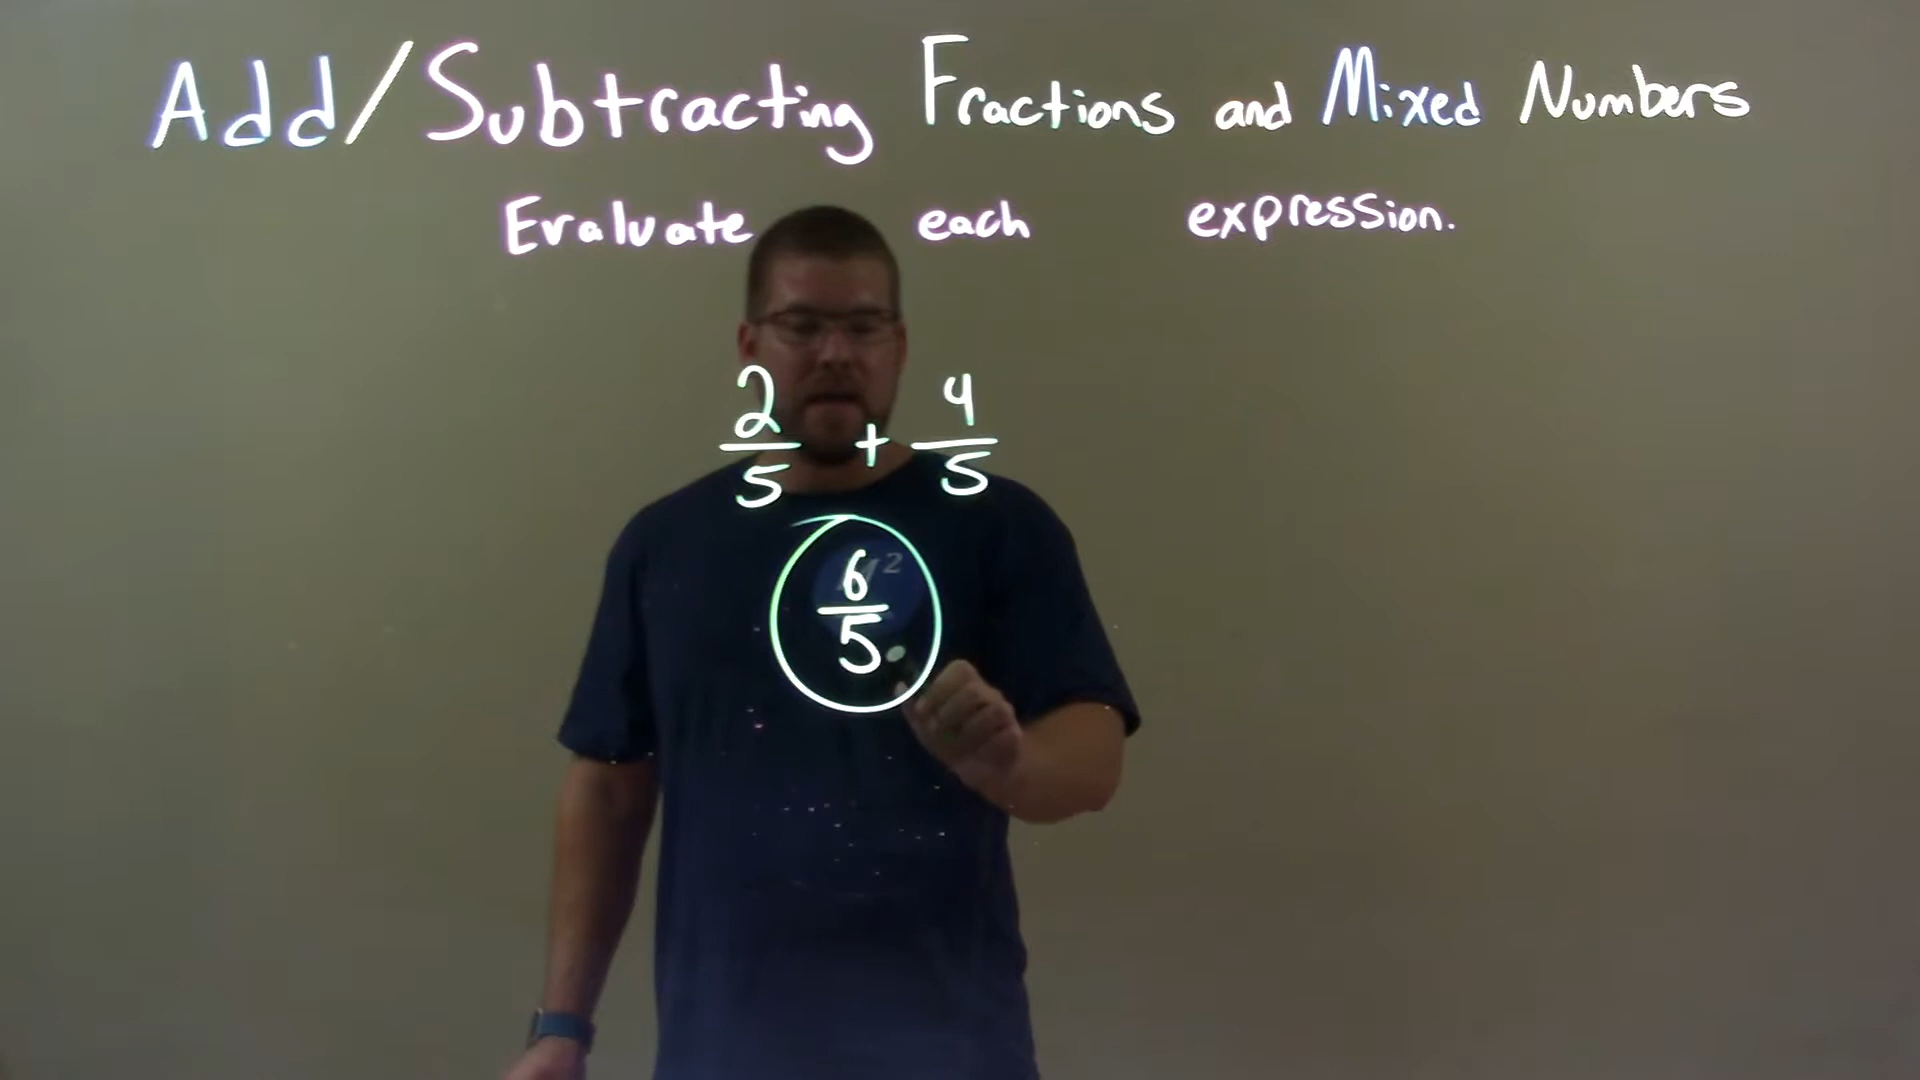 Add/Subtracting Fractions and Mixed Numbers
Evaluate each expression.
2/5 + 4/5
6/5